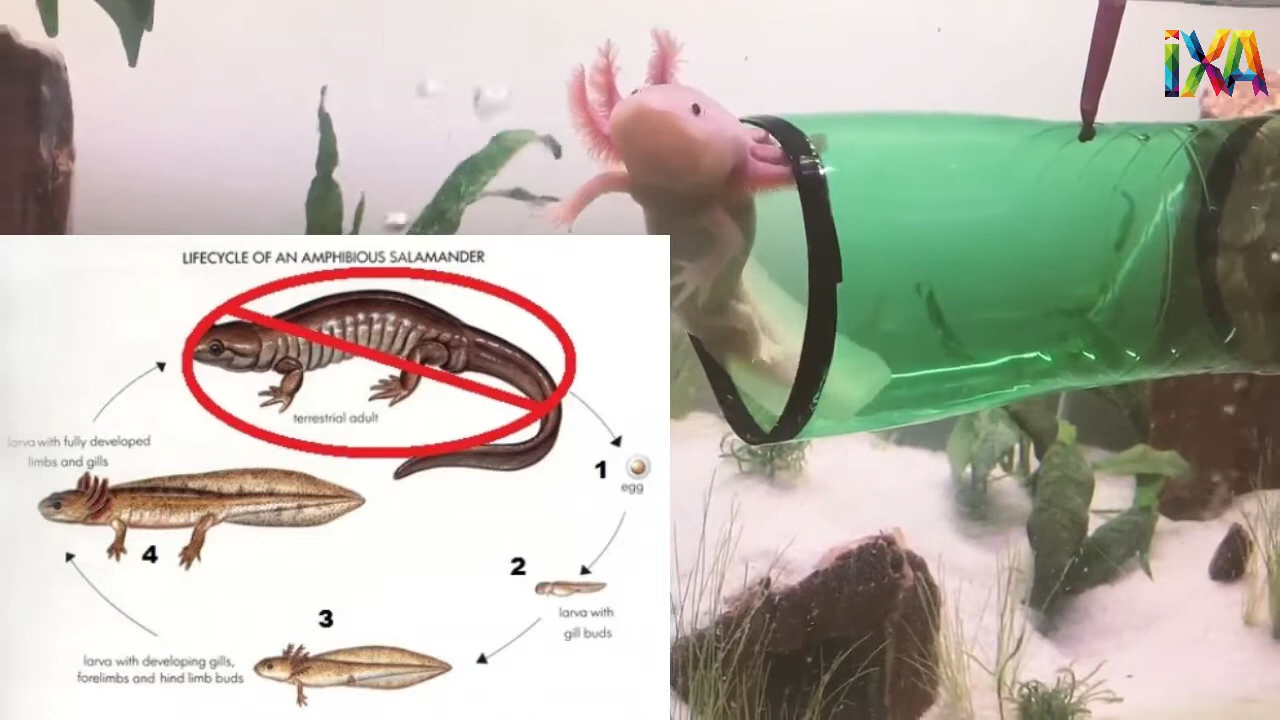 iXA
LIFECYCLE OF AN AMPHIBIOUS SALAMANDER
terrestrial adult
larva with fully developed
limbs and gills
1
egg
4
2
larva with
gill buds
3
larva with developing gills,
forelimbs and hind limb buds